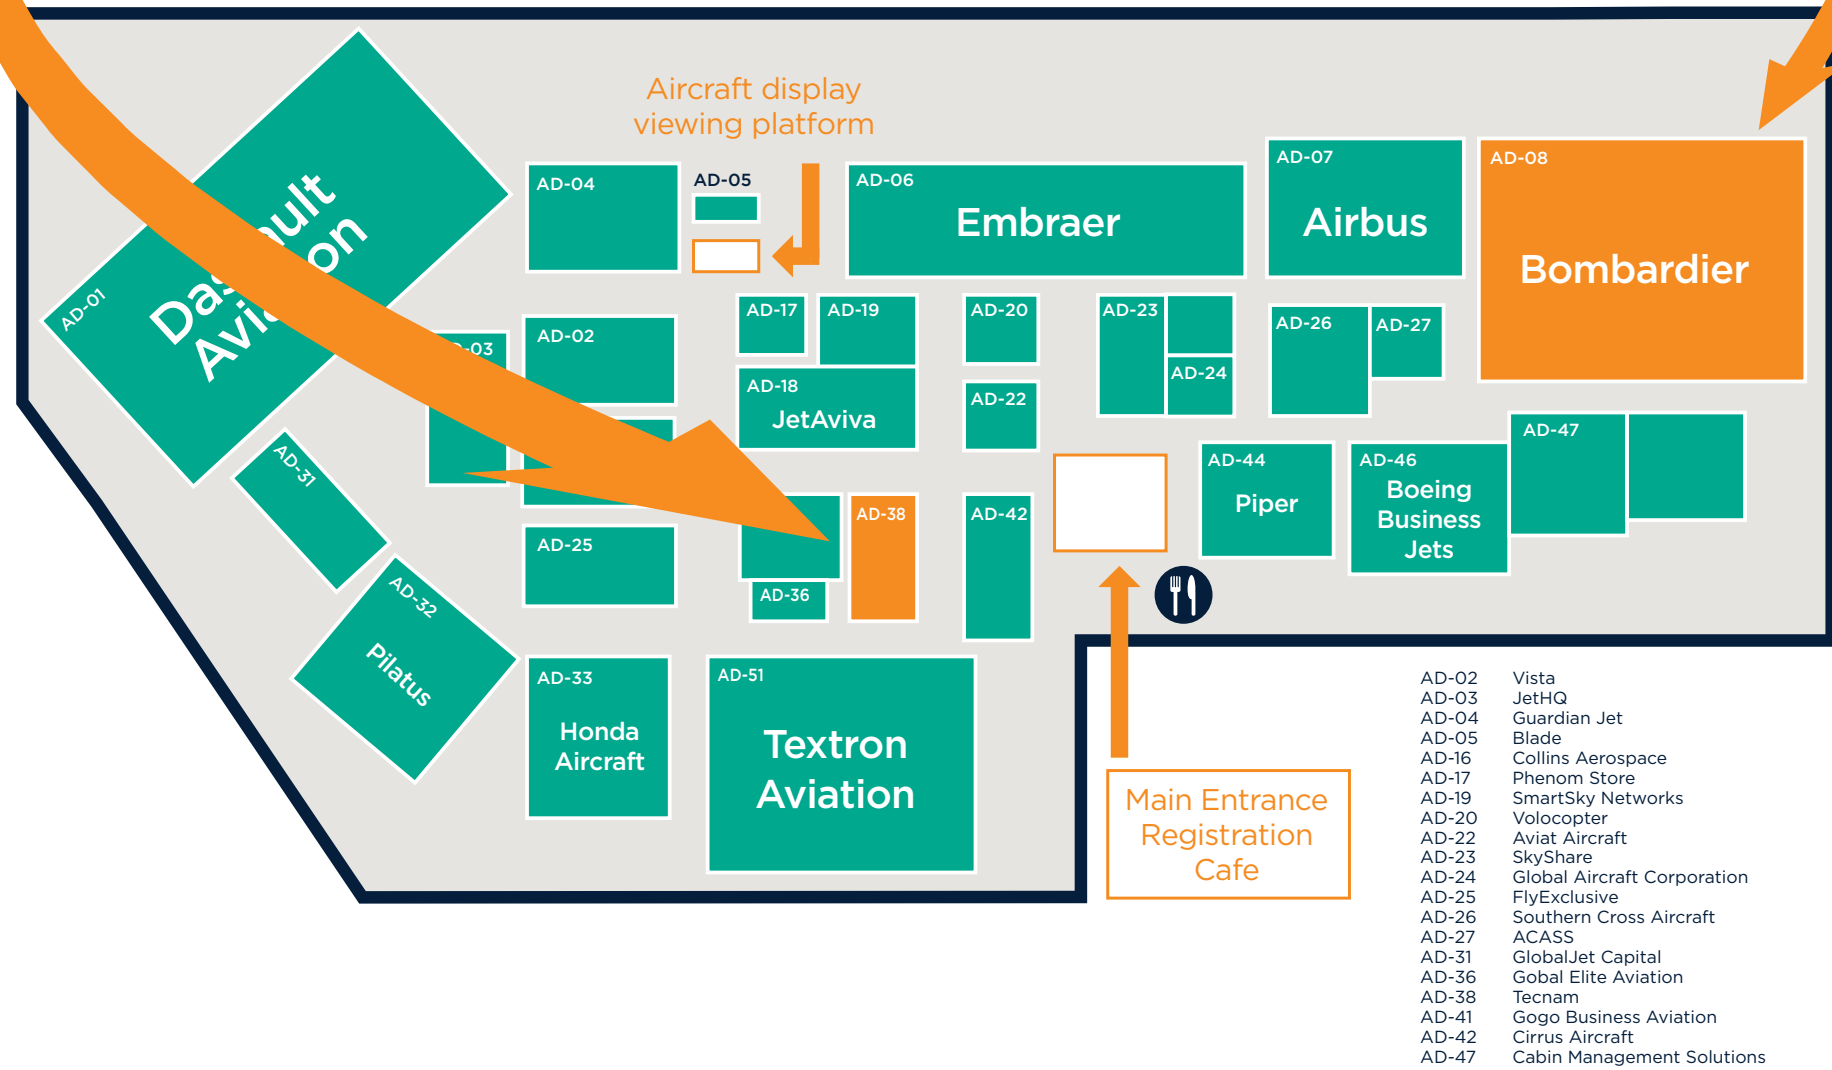 Aircraft display
viewing platform
AD-01
AD-04
AD-05
AD-06
Embraer
AD-07
Airbus
AD-08
Bombardier
-03
AD-02
AD-17
AD-19
AD-18
JetAviva
AD-20
AD-22
AD-23
AD-24
AD-26
AD-27
AD-31
AD-32
Pilatus
AD-25
AD-36
AD-38
AD-42
AD-44
Piper
AD-46
Boeing
Business
Jets
AD-47
AD-33
Honda
Aircraft
AD-51
Textron
Aviation
Main Entrance
Registration
Cafe
AD-02 Vista
AD-03 JetHQ
AD-04 Guardian Jet
AD-05 Blade
AD-16 Collins Aerospace
AD-17 Phenom Store
AD-19 SmartSky Networks
AD-20 Volocopter
AD-22 Aviat Aircraft
AD-23 SkyShare
AD-24 Global Aircraft Corporation
AD-25 FlyExclusive
AD-26 Southern Cross Aircraft
AD-27 ACASS
AD-31 GlobalJet Capital
AD-36 Gobal Elite Aviation
AD-38 Tecnam
AD-41 Gogo Business Aviation
AD-42 Cirrus Aircraft
AD-47 Cabin Management Solutions